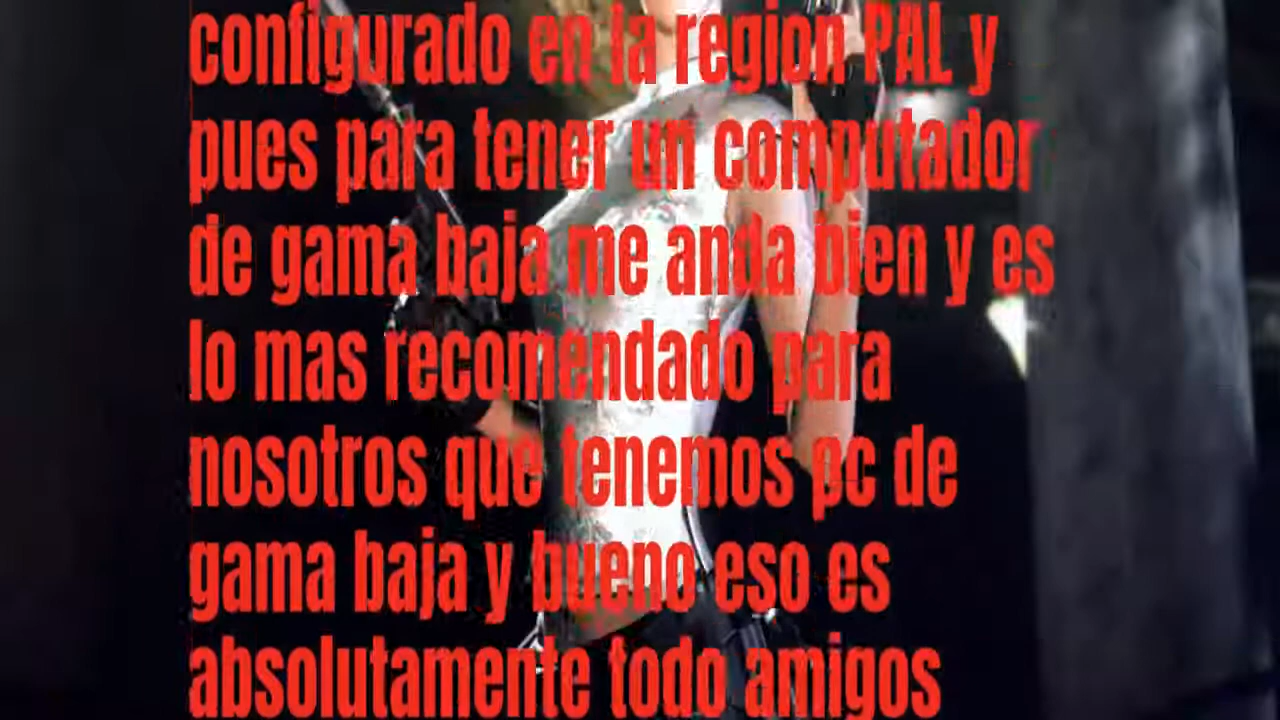 configurado en la region PAL y
pues para tener un computador
de gama baja me anda bien y es
lo mas recomendado para
nosotros que tenemos pc de
gama baja y bueno eso es
absolutamente todo amigos